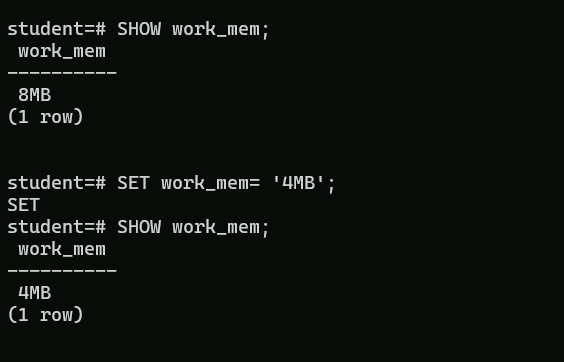 student=# SHOW work_mem;
 work_mem
----------
 8MB
(1 row)

student=# SET work_mem= '4MB';
SET
student=# SHOW work_mem;
 work_mem
----------
 4MB
(1 row)